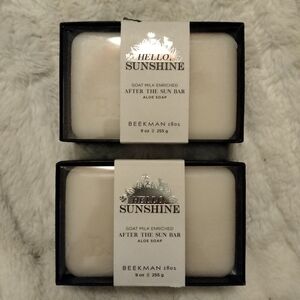 HELLO,
SUNSHINE
GOAT MILK ENRICHED
AFTER THE SUN BAR
ALOE SOAP
BEEKMAN 1802
9 oz || 255 g
HELLO,
SUNSHINE
GOAT MILK ENRICHED
AFTER THE SUN BAR
ALOE SOAP
BEEKMAN 1802
9 oz || 255 g